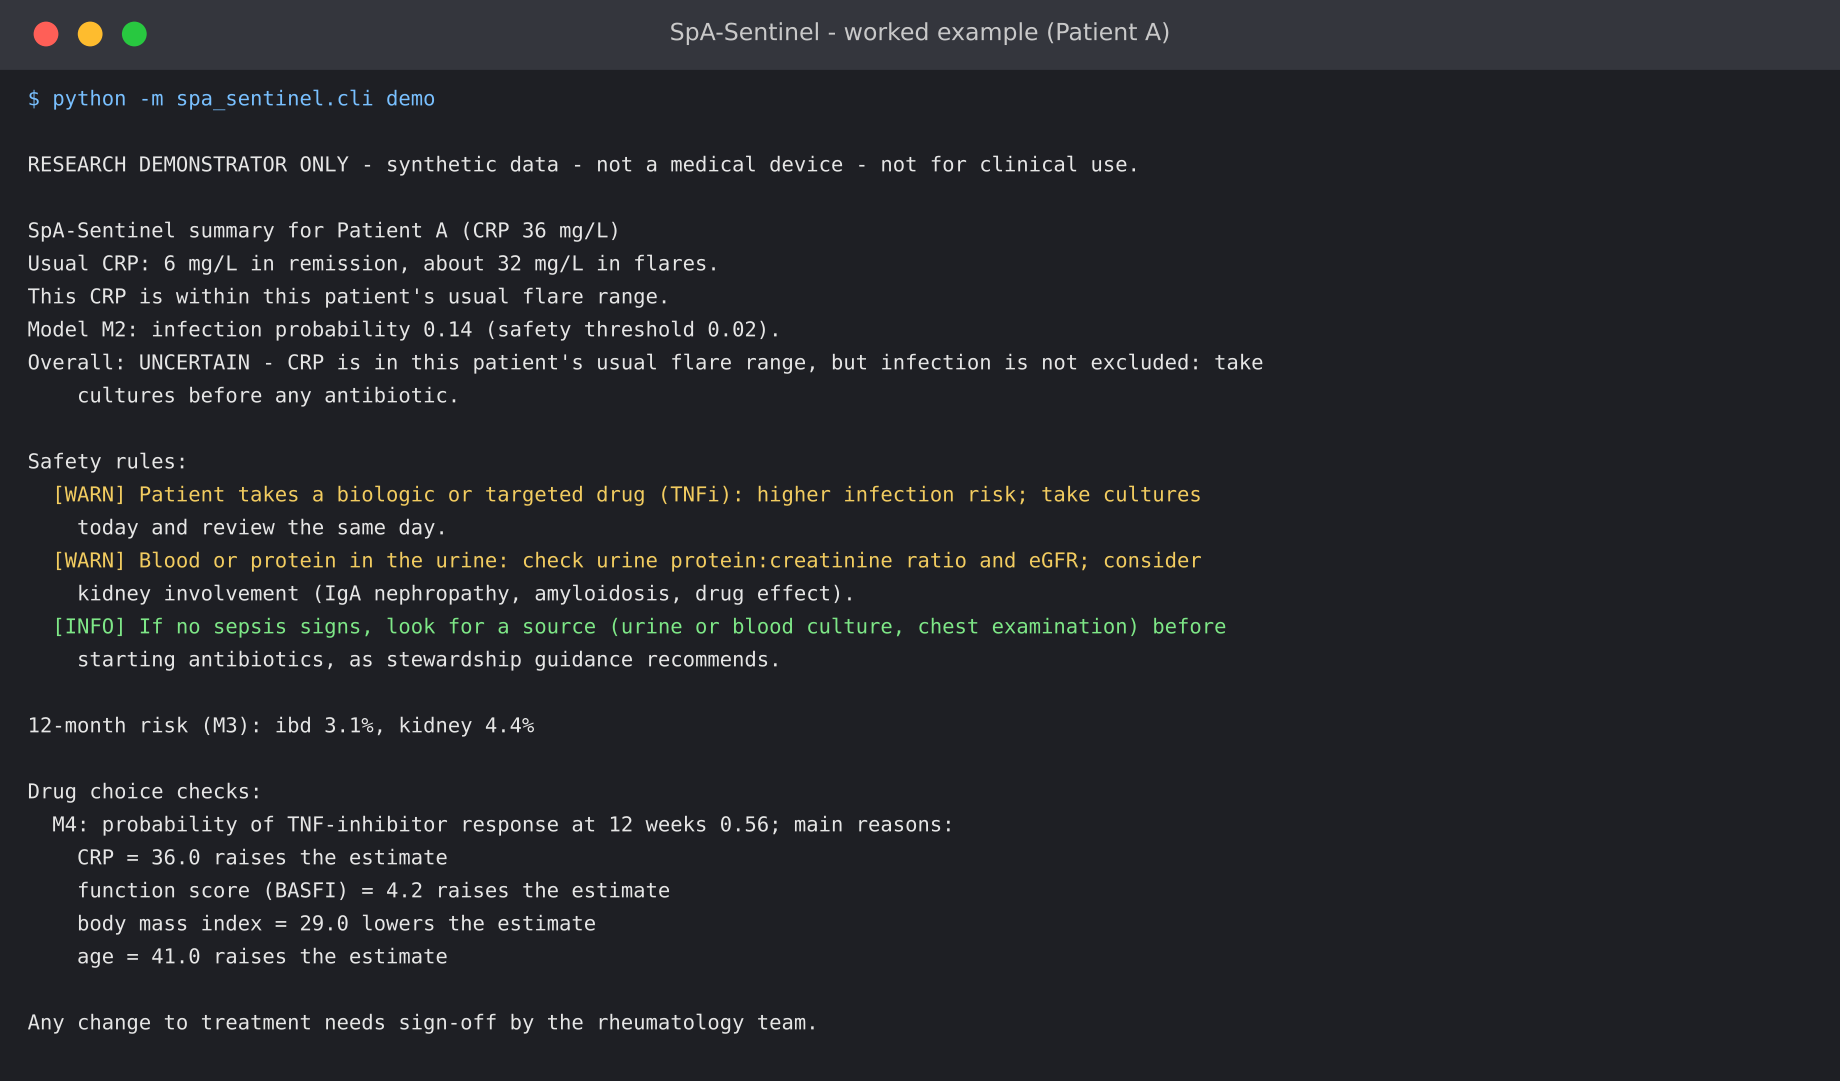 SpA-Sentinel - worked example (Patient A)
$ python -m spa_sentinel.cli demo
RESEARCH DEMONSTRATOR ONLY - synthetic data - not a medical device - not for clinical use.
SpA-Sentinel summary for Patient A (CRP 36 mg/L)
Usual CRP: 6 mg/L in remission, about 32 mg/L in flares.
This CRP is within this patient's usual flare range.
Model M2: infection probability 0.14 (safety threshold 0.02).
Overall: UNCERTAIN - CRP is in this patient's usual flare range, but infection is not excluded: take
cultures before any antibiotic.
Safety rules:
[WARN] Patient takes a biologic or targeted drug (TNFi): higher infection risk; take cultures
today and review the same day.
[WARN] Blood or protein in the urine: check urine protein:creatinine ratio and eGFR; consider
kidney involvement (IgA nephropathy, amyloidosis, drug effect).
[INFO] If no sepsis signs, look for a source (urine or blood culture, chest examination) before
starting antibiotics, as stewardship guidance recommends.
12-month risk (M3): ibd 3.1%, kidney 4.4%
Drug choice checks:
M4: probability of TNF-inhibitor response at 12 weeks 0.56; main reasons:
CRP = 36.0 raises the estimate
function score (BASFI) = 4.2 raises the estimate
body mass index = 29.0 lowers the estimate
age = 41.0 raises the estimate
Any change to treatment needs sign-off by the rheumatology team.